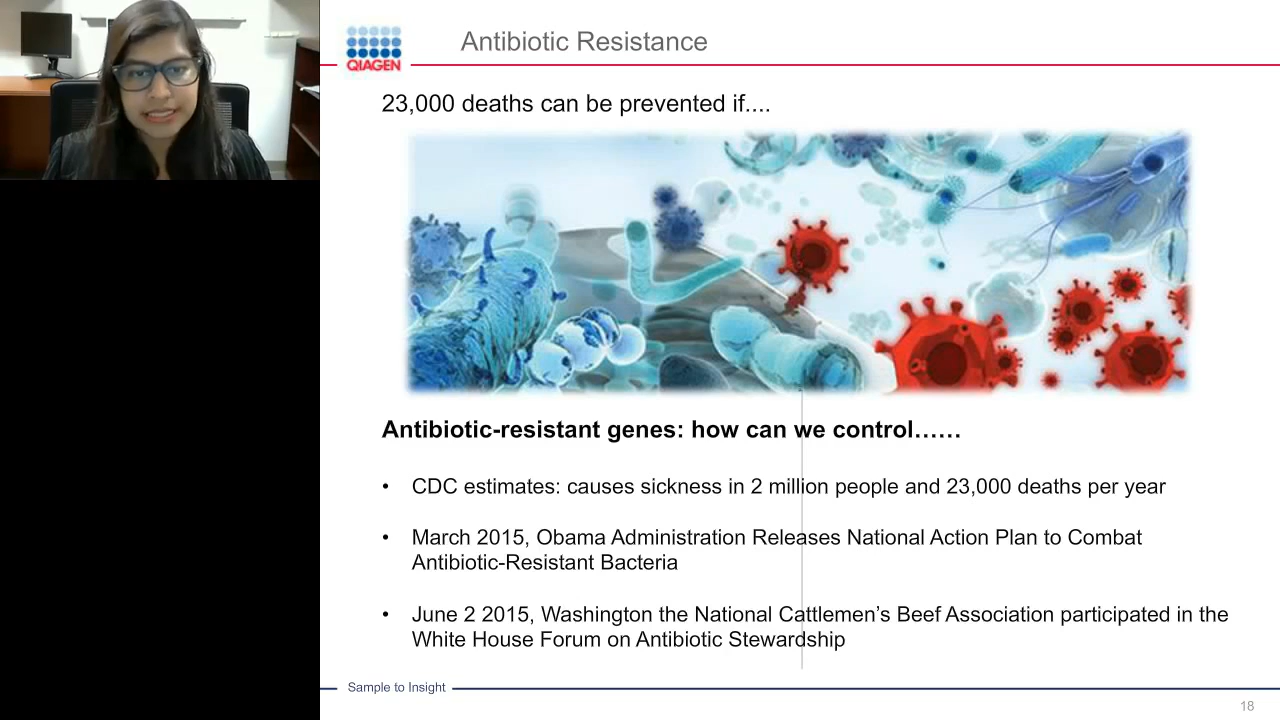 QIAGEN
Antibiotic Resistance
23,000 deaths can be prevented if....
Antibiotic-resistant genes: how can we control……
• CDC estimates: causes sickness in 2 million people and 23,000 deaths per year
• March 2015, Obama Administration Releases National Action Plan to Combat
Antibiotic-Resistant Bacteria
• June 2 2015, Washington the National Cattlemen’s Beef Association participated in the
White House Forum on Antibiotic Stewardship
Sample to Insight
18